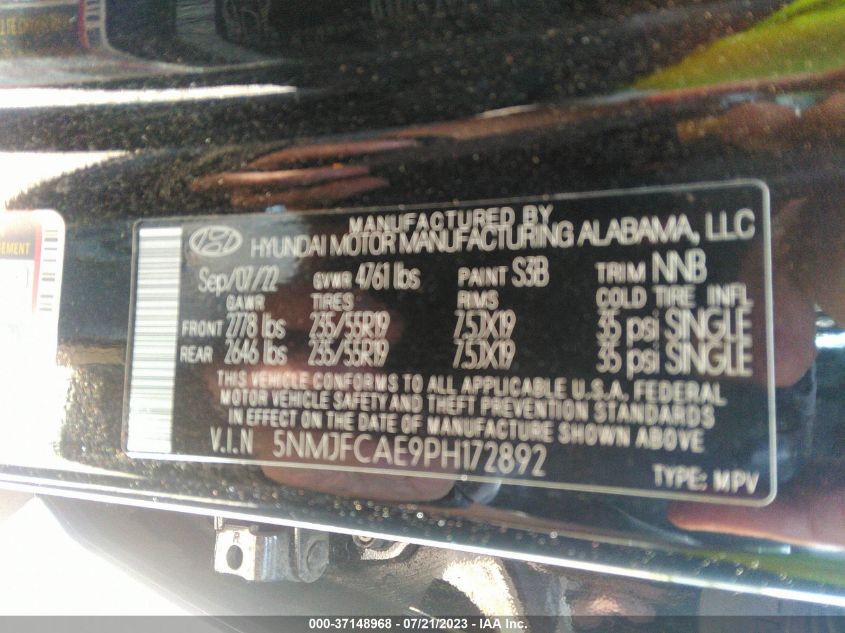 MANUFACTURED BY
HYUNDAI MOTOR MANUFACTURING ALABAMA, LLC
Sep/07/22 GVWR 4761 lbs PAINT S3B TRIM NNB
GAWR TIRES RIMS COLD TIRE INFL
FRONT 2778 lbs 235/55R19 7.5JX19 35 psi SINGLE
REAR 2646 lbs 235/55R19 7.5JX19 35 psi SINGLE
THIS VEHICLE CONFORMS TO ALL APPLICABLE U.S.A. FEDERAL
MOTOR VEHICLE SAFETY AND THEFT PREVENTION STANDARDS
IN EFFECT ON THE DATE OF MANUFACTURE SHOWN ABOVE.
V.I.N 5NMJFCAE9PH172892
TYPE: MPV
000-37148968 - 07/21/2023 - IAA Inc.